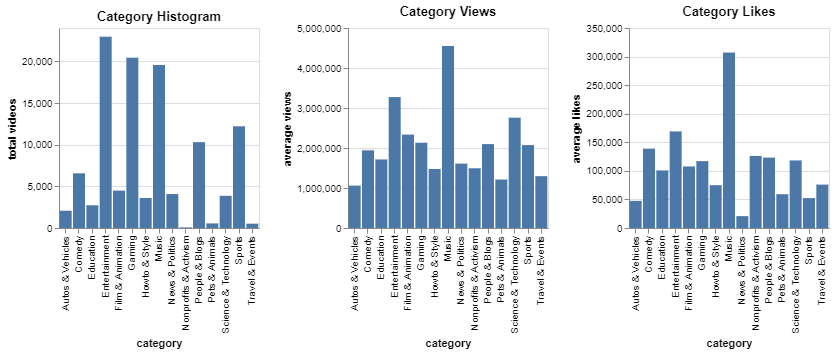 Category Histogram
total videos
20,000
15,000
10,000
5,000
0
Autos & Vehicles
Comedy
Education
Entertainment
Film & Animation
Gaming
Howto & Style
Music
News & Politics
Nonprofits & Activism
People & Blogs
Pets & Animals
Science & Technology
Sports
Travel & Events
category
Category Views
average views
5,000,000
4,000,000
3,000,000
2,000,000
1,000,000
0
Autos & Vehicles
Comedy
Education
Entertainment
Film & Animation
Gaming
Howto & Style
Music
News & Politics
Nonprofits & Activism
People & Blogs
Pets & Animals
Science & Technology
Sports
Travel & Events
category
Category Likes
average likes
350,000
300,000
250,000
200,000
150,000
100,000
50,000
0
Autos & Vehicles
Comedy
Education
Entertainment
Film & Animation
Gaming
Howto & Style
Music
News & Politics
Nonprofits & Activism
People & Blogs
Pets & Animals
Science & Technology
Sports
Travel & Events
category